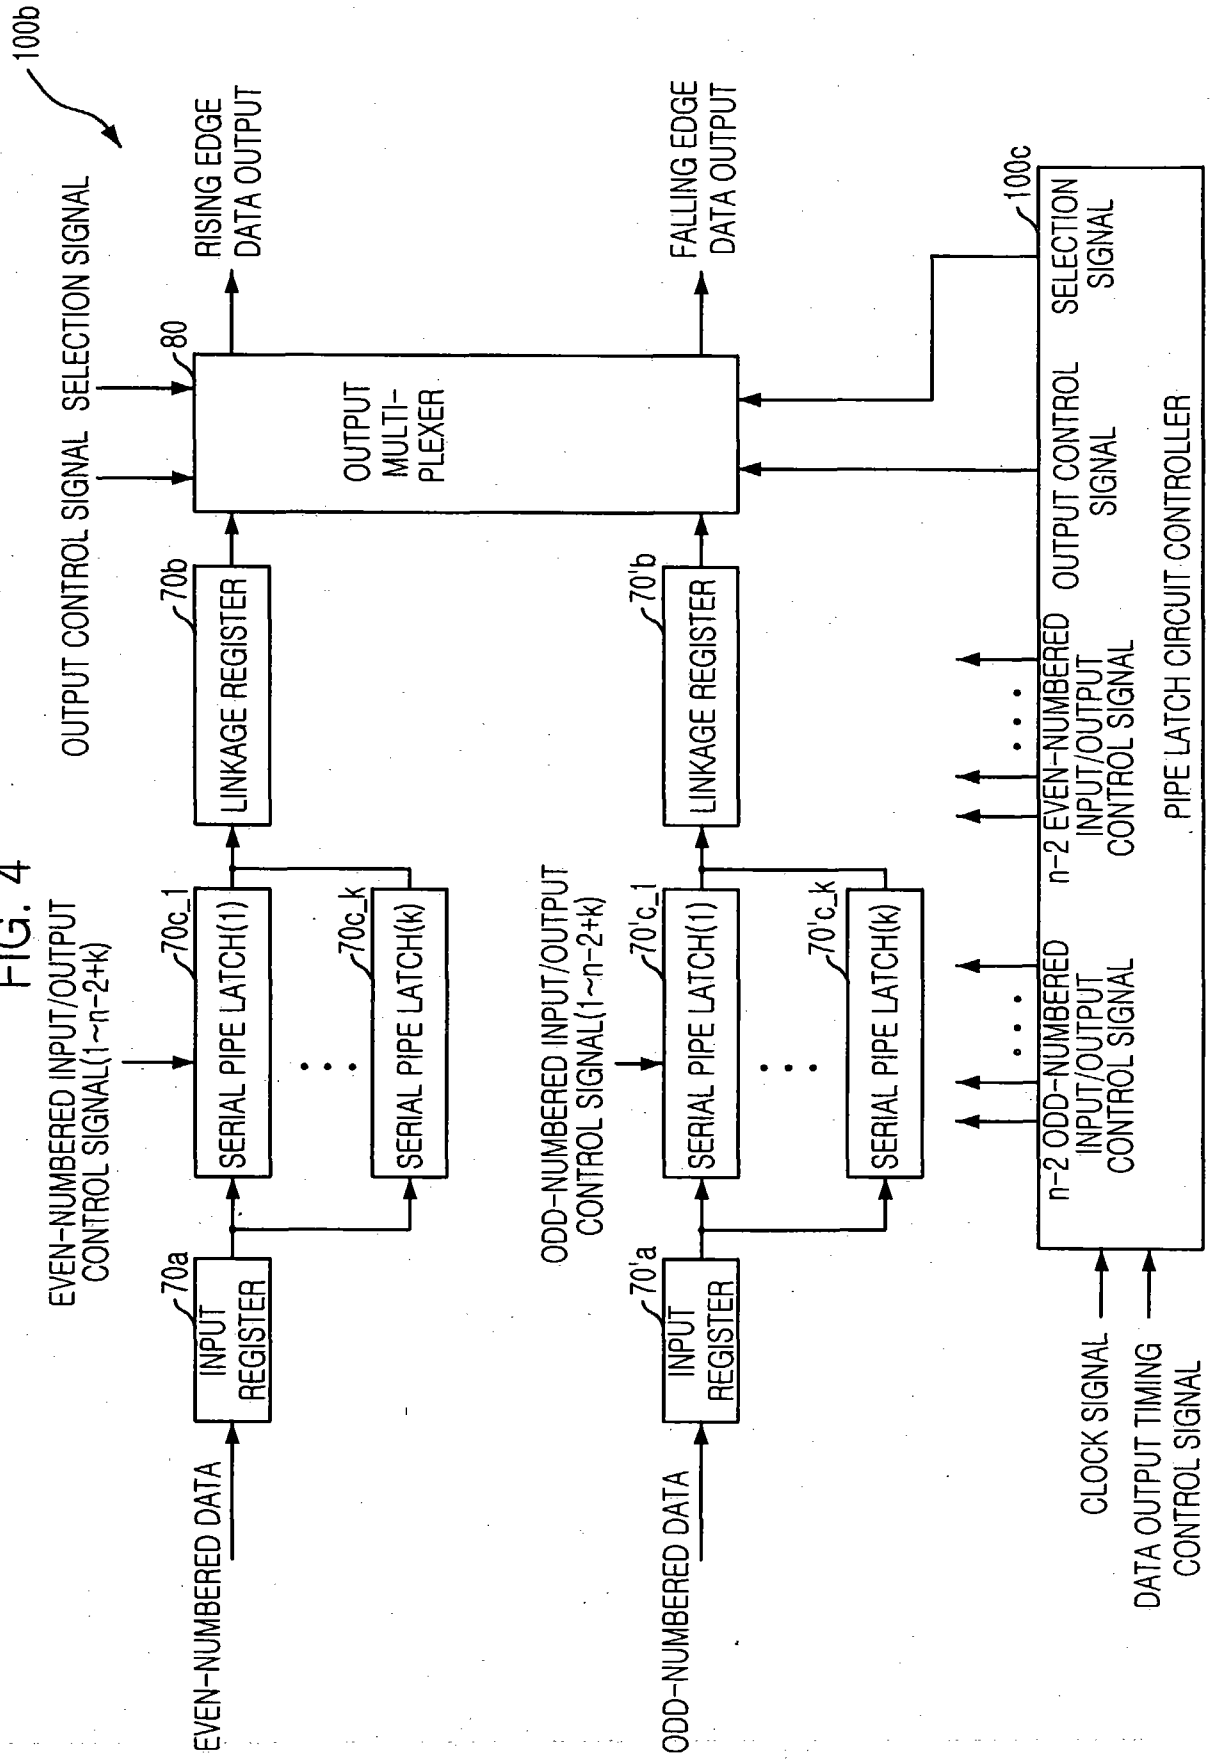 FIG. 4
100b
EVEN-NUMBERED INPUT/OUTPUT
CONTROL SIGNAL(1~n-2+k)
OUTPUT CONTROL SIGNAL
SELECTION SIGNAL
EVEN-NUMBERED DATA
70a
INPUT
REGISTER
70c_1
SERIAL PIPE LATCH(1)
70c_k
SERIAL PIPE LATCH(k)
70b
LINKAGE REGISTER
80
OUTPUT
MULTI-
PLEXER
RISING EDGE
DATA OUTPUT
ODD-NUMBERED INPUT/OUTPUT
CONTROL SIGNAL(1~n-2+k)
ODD-NUMBERED DATA
70'a
INPUT
REGISTER
70'c_1
SERIAL PIPE LATCH(1)
70'c_k
SERIAL PIPE LATCH(k)
70'b
LINKAGE REGISTER
FALLING EDGE
DATA OUTPUT
100c
CLOCK SIGNAL
DATA OUTPUT TIMING
CONTROL SIGNAL
n-2 ODD-NUMBERED
INPUT/OUTPUT
CONTROL SIGNAL
n-2 EVEN-NUMBERED
INPUT/OUTPUT
CONTROL SIGNAL
OUTPUT CONTROL
SIGNAL
SELECTION
SIGNAL
PIPE LATCH CIRCUIT CONTROLLER